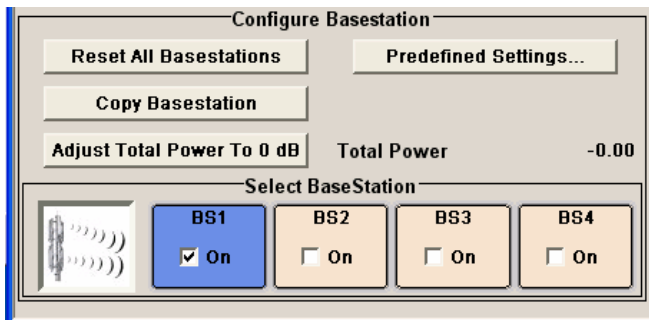 Configure Basestation
Reset All Basestations Predefined Settings...
Copy Basestation
Adjust Total Power To 0 dB Total Power -0.00
Select BaseStation
BS1 BS2 BS3 BS4
On On On On